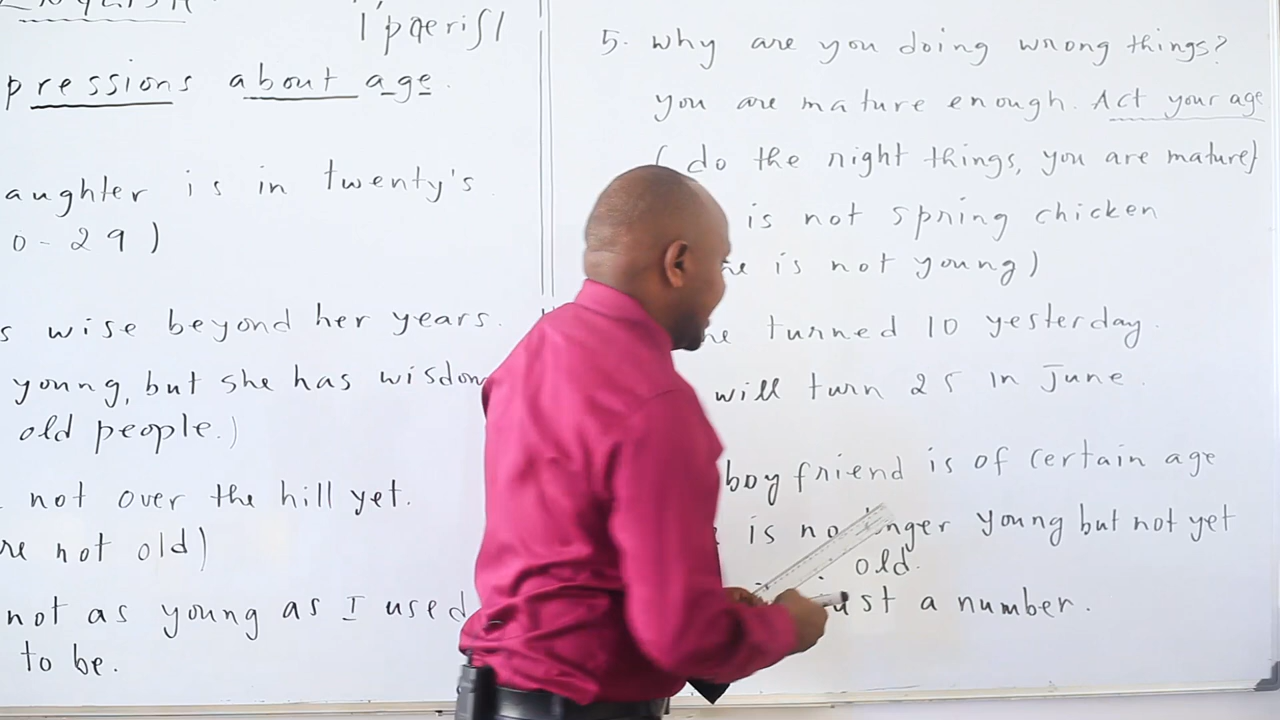 |'pæriʃ|
pressions about age.
aughter is in twenty's
0-29)
s wise beyond her years.
young, but she has wisdom
old people.)
not over the hill yet.
re not old)
not as young as I used
to be.
5. Why are you doing wrong things?
you are mature enough. Act your age
(do the right things, you are mature}
is not spring chicken
he is not young)
he turned 10 yesterday.
will turn 25 in June.
boyfriend is of certain age
is no longer young but not yet
old.
just a number.